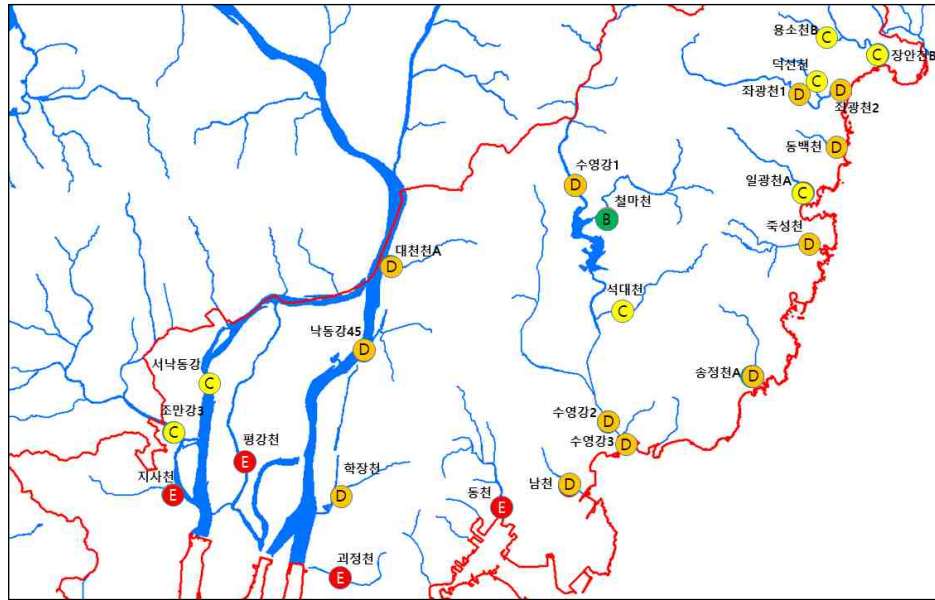 용소천B
C
장안천B
C
덕선천
C
좌광천1
D
D
좌광천2
동백천
D
수영강1
D
일광천A
C
철마천
B
죽성천
D
대천천A
D
석대천
C
낙동강45
D
서낙동강
C
송정천A
D
조만강3
C
수영강2
D
수영강3
D
평강천
E
지사천
E
학장천
D
남천
D
동천
E
괴정천
E